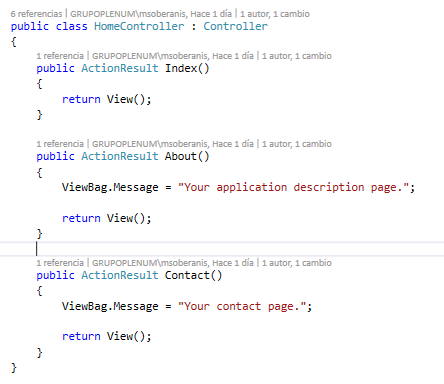 6 referencias | GRUPOPLENUM\msoberanis, Hace 1 día | 1 autor, 1 cambio
public class HomeController : Controller
{
1 referencia | GRUPOPLENUM\msoberanis, Hace 1 día | 1 autor, 1 cambio
public ActionResult Index()
{
return View();
}
1 referencia | GRUPOPLENUM\msoberanis, Hace 1 día | 1 autor, 1 cambio
public ActionResult About()
{
ViewBag.Message = "Your application description page.";
return View();
}
1 referencia | GRUPOPLENUM\msoberanis, Hace 1 día | 1 autor, 1 cambio
public ActionResult Contact()
{
ViewBag.Message = "Your contact page.";
return View();
}
}